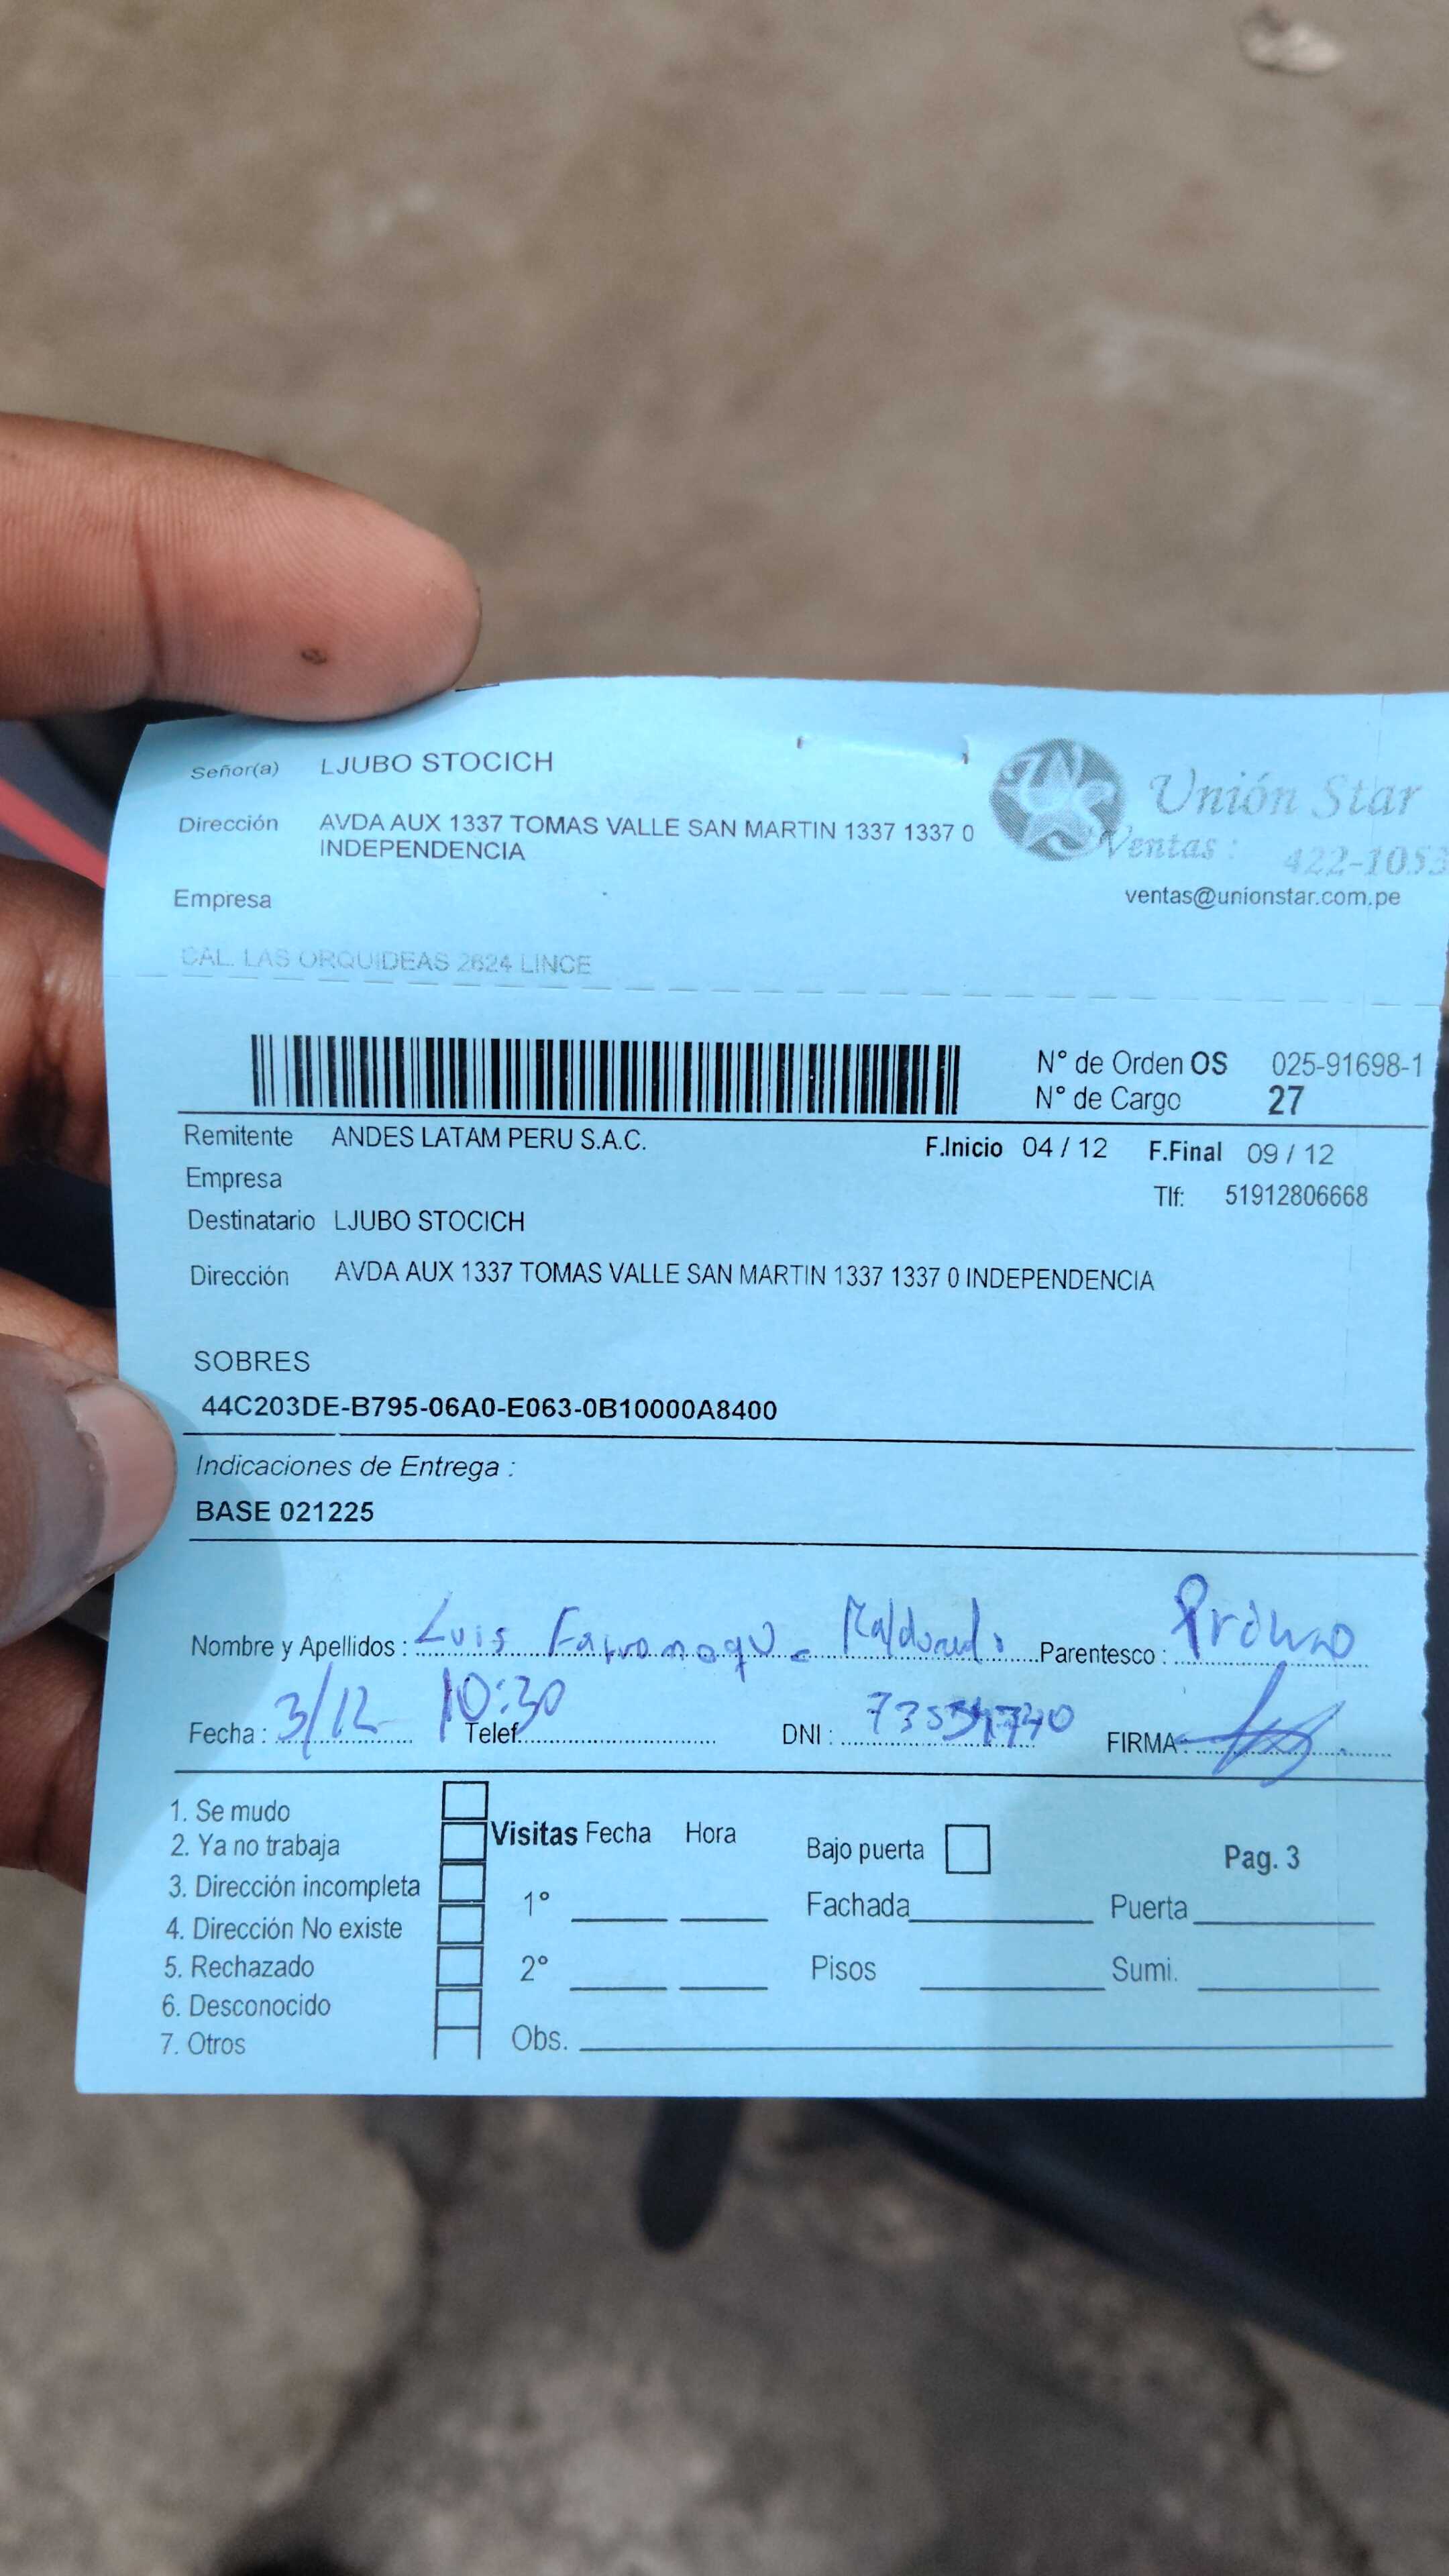 Señor(a) LJUBO STOCICH
Dirección AVDA AUX 1337 TOMAS VALLE SAN MARTIN 1337 1337 0
INDEPENDENCIA
Empresa
Unión Star
Ventas : 422-1053
ventas@unionstar.com.pe
CAL. LAS ORQUIDEAS 2624 LINCE
N° de Orden OS 025-91698-1
N° de Cargo 27
Remitente ANDES LATAM PERU S.A.C. F.Inicio 04 / 12 F.Final 09 / 12
Empresa Tlf: 51912806668
Destinatario LJUBO STOCICH
Dirección AVDA AUX 1337 TOMAS VALLE SAN MARTIN 1337 1337 0 INDEPENDENCIA
SOBRES
44C203DE-B795-06A0-E063-0B10000A8400
Indicaciones de Entrega :
BASE 021225
Nombre y Apellidos : Luis Maldonado Parentesco :
Fecha : 3/12 10:30 Telef. DNI : FIRMA :
1. Se mudo
2. Ya no trabaja
3. Dirección incompleta
4. Dirección No existe
5. Rechazado
6. Desconocido
7. Otros
Visitas Fecha Hora
1°
2°
Obs.
Bajo puerta Pag. 3
Fachada Puerta
Pisos Sumi.